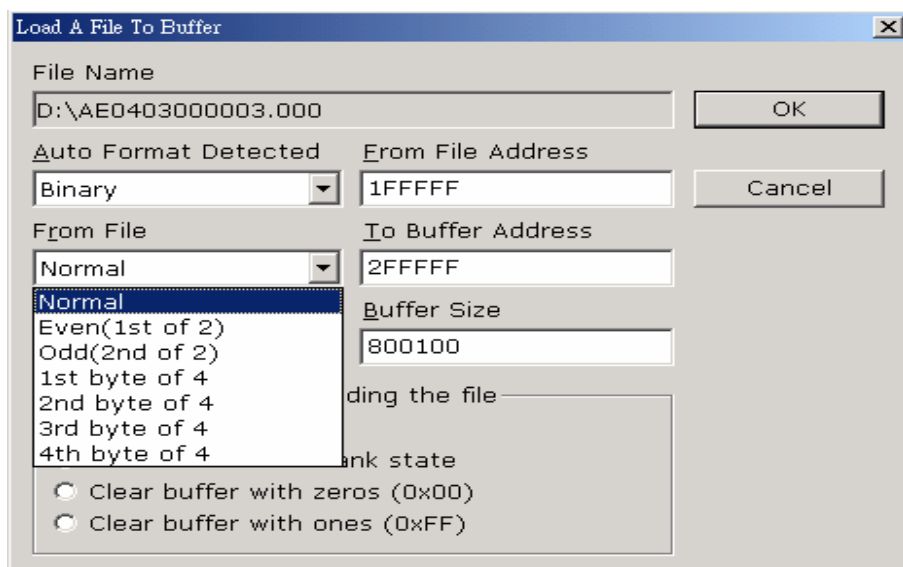 Load A File To Buffer
File Name
D:\AE0403000003.000
OK
Auto Format Detected
From File Address
Binary
1FFFFF
Cancel
From File
To Buffer Address
Normal
2FFFFF
Normal
Even(1st of 2)
Odd(2nd of 2)
1st byte of 4
2nd byte of 4
3rd byte of 4
4th byte of 4
Buffer Size
800100
ding the file
ank state
Clear buffer with zeros (0x00)
Clear buffer with ones (0xFF)